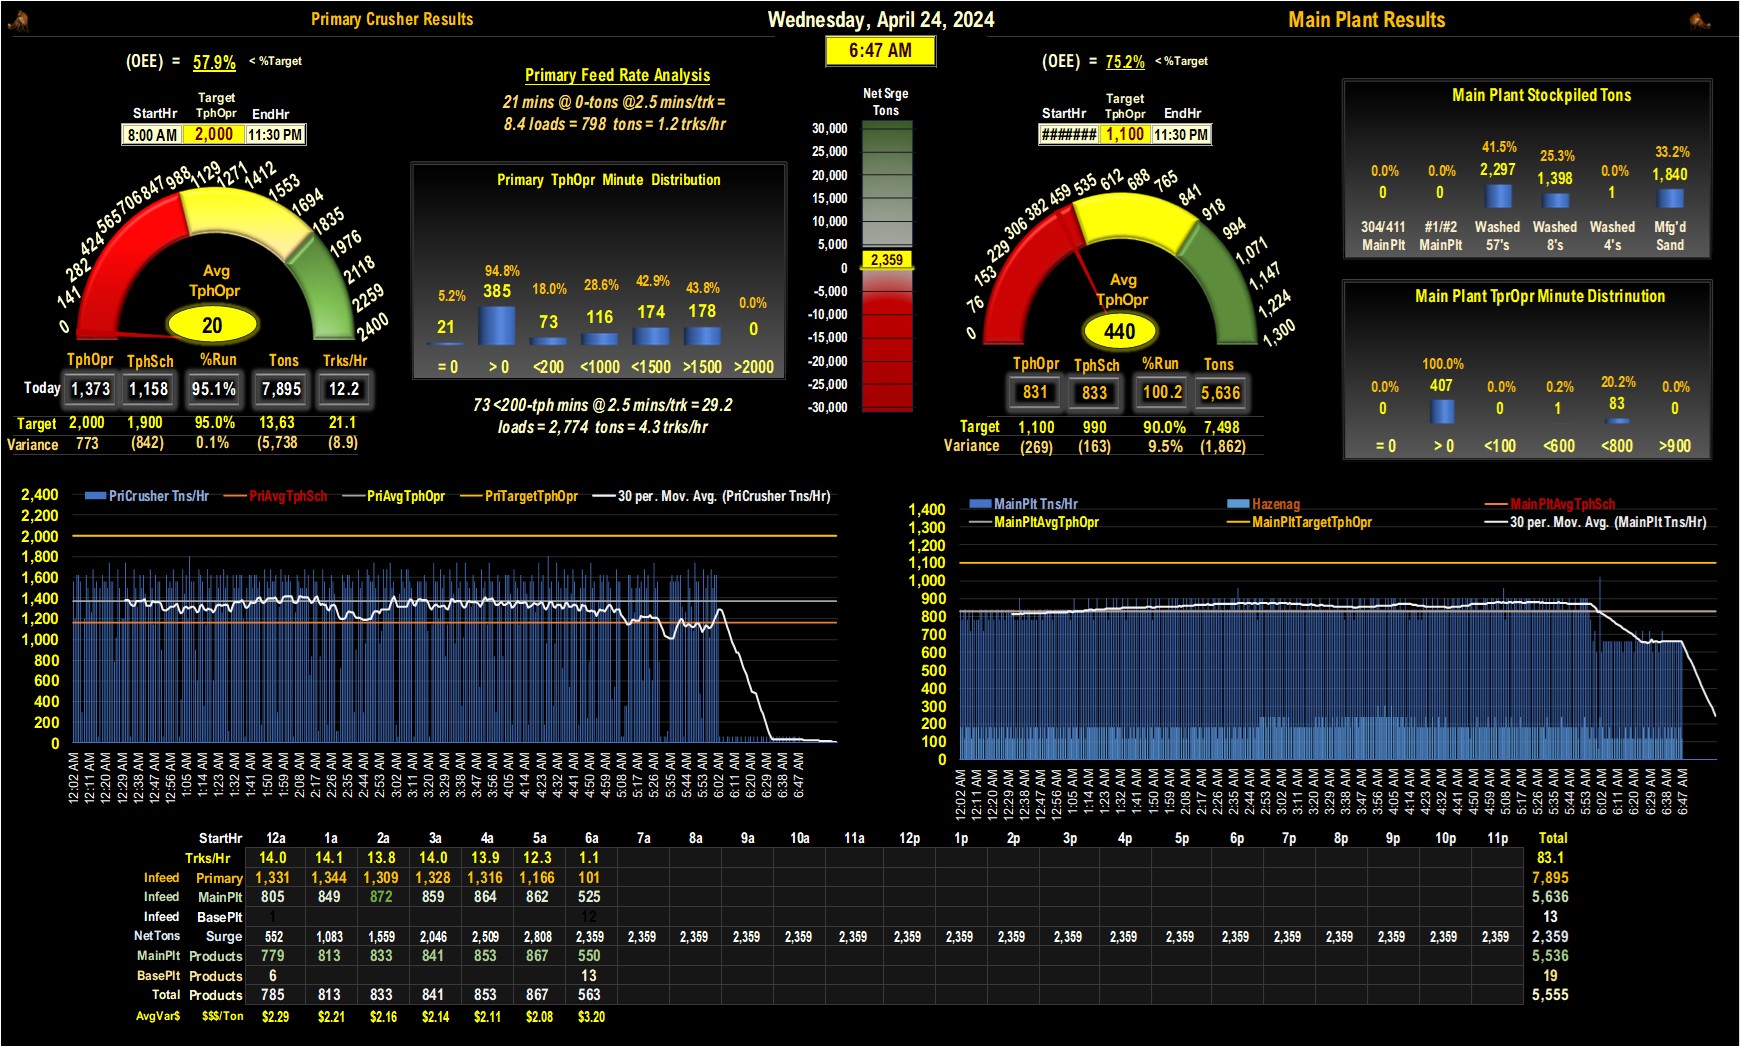 Primary Crusher Results
Wednesday, April 24, 2024
Main Plant Results
6:47 AM
(OEE) = 57.9% < %Target
StartHr Target TphOpr EndHr
8:00 AM 2,000 11:30 PM
0 141 282 424 565 706 847 988 1129 1271 1412 1553 1694 1835 1976 2118 2259 2400
Avg
TphOpr
20
TphOpr TphSch %Run Tons Trks/Hr
Today 1,373 1,158 95.1% 7,895 12.2
Target 2,000 1,900 95.0% 13,63 21.1
Variance 773 (842) 0.1% (5,738 (8.9)
Primary Feed Rate Analysis
21 mins @ 0-tons @2.5 mins/trk =
8.4 loads = 798 tons = 1.2 trks/hr
Primary TphOpr Minute Distribution
5.2% 94.8% 18.0% 28.6% 42.9% 43.8% 0.0%
21 385 73 116 174 178 0
= 0 > 0 <200 <1000 <1500 >1500 >2000
73 <200-tph mins @ 2.5 mins/trk = 29.2
loads = 2,774 tons = 4.3 trks/hr
Net Srge
Tons
30,000
25,000
20,000
15,000
10,000
5,000
2,359
0
-5,000
-10,000
-15,000
-20,000
-25,000
-30,000
(OEE) = 75.2% < %Target
StartHr Target TphOpr EndHr
####### 1,100 11:30 PM
0 76 153 229 306 382 459 535 612 688 765 841 918 994 1,071 1,147 1,224 1,300
Avg
TphOpr
440
TphOpr TphSch %Run Tons
831 833 100.2 5,636
Target 1,100 990 90.0% 7,498
Variance (269) (163) 9.5% (1,862)
Main Plant Stockpiled Tons
0.0% 0.0% 41.5% 25.3% 0.0% 33.2%
0 0 2,297 1,398 1 1,840
304/411 #1/#2 Washed Washed Washed Mfg'd
MainPlt MainPlt 57's 8's 4's Sand
Main Plant TprOpr Minute Distrinution
0.0% 100.0% 0.0% 0.2% 20.2% 0.0%
0 407 0 1 83 0
= 0 > 0 <100 <600 <800 >900
PriCrusher Tns/Hr PriAvgTphSch PriAvgTphOpr PriTargetTphOpr 30 per. Mov. Avg. (PriCrusher Tns/Hr)
2,400
2,200
2,000
1,800
1,600
1,400
1,200
1,000
800
600
400
200
0
12:02 AM 12:11 AM 12:20 AM 12:29 AM 12:38 AM 12:47 AM 12:56 AM 1:05 AM 1:14 AM 1:23 AM 1:32 AM 1:41 AM 1:50 AM 1:59 AM 2:08 AM 2:17 AM 2:26 AM 2:35 AM 2:44 AM 2:53 AM 3:02 AM 3:11 AM 3:20 AM 3:29 AM 3:38 AM 3:47 AM 3:56 AM 4:05 AM 4:14 AM 4:23 AM 4:32 AM 4:41 AM 4:50 AM 4:59 AM 5:08 AM 5:17 AM 5:26 AM 5:35 AM 5:44 AM 5:53 AM 6:02 AM 6:11 AM 6:20 AM 6:29 AM 6:38 AM 6:47 AM
MainPlt Tns/Hr Hazenag MainPltAvgTphSch
MainPltAvgTphOpr MainPltTargetTphOpr 30 per. Mov. Avg. (MainPlt Tns/Hr)
1,400
1,300
1,200
1,100
1,000
900
800
700
600
500
400
300
200
100
0
12:02 AM 12:11 AM 12:20 AM 12:29 AM 12:38 AM 12:47 AM 12:56 AM 1:05 AM 1:14 AM 1:23 AM 1:32 AM 1:41 AM 1:50 AM 1:59 AM 2:08 AM 2:17 AM 2:26 AM 2:35 AM 2:44 AM 2:53 AM 3:02 AM 3:11 AM 3:20 AM 3:29 AM 3:38 AM 3:47 AM 3:56 AM 4:05 AM 4:14 AM 4:23 AM 4:32 AM 4:41 AM 4:50 AM 4:59 AM 5:08 AM 5:17 AM 5:26 AM 5:35 AM 5:44 AM 5:53 AM 6:02 AM 6:11 AM 6:20 AM 6:29 AM 6:38 AM 6:47 AM
StartHr 12a 1a 2a 3a 4a 5a 6a 7a 8a 9a 10a 11a 12p 1p 2p 3p 4p 5p 6p 7p 8p 9p 10p 11p Total
Trks/Hr 14.0 14.1 13.8 14.0 13.9 12.3 1.1 83.1
Infeed Primary 1,331 1,344 1,309 1,328 1,316 1,166 101 7,895
Infeed MainPlt 805 849 872 859 864 862 525 5,636
Infeed BasePlt 1 12 13
NetTons Surge 552 1,083 1,559 2,046 2,509 2,808 2,359 2,359 2,359 2,359 2,359 2,359 2,359 2,359 2,359 2,359 2,359 2,359 2,359 2,359 2,359 2,359 2,359 2,359 2,359
MainPlt Products 779 813 833 841 853 867 550 5,536
BasePlt Products 6 13 19
Total Products 785 813 833 841 853 867 563 5,555
AvgVar$ $$$/Ton $2.29 $2.21 $2.16 $2.14 $2.11 $2.08 $3.20